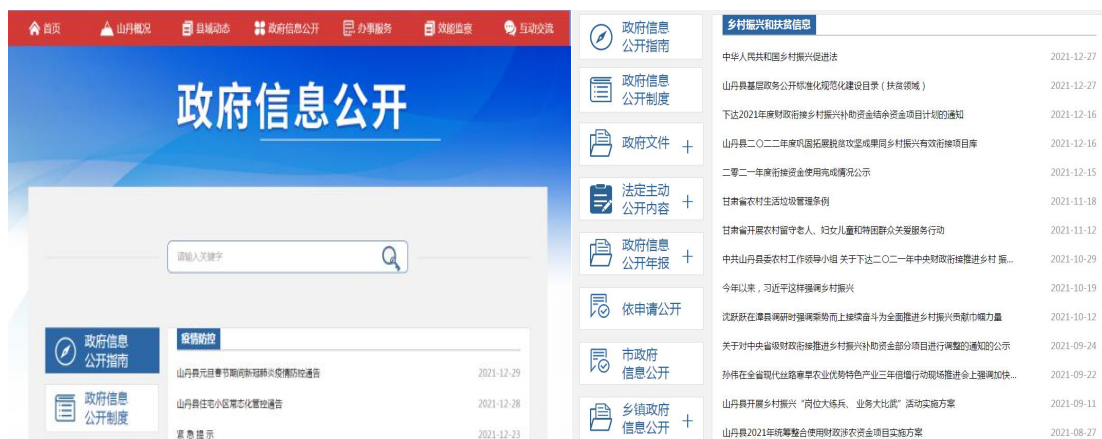 首页 山丹概况 县域动态 政府信息公开 办事服务 效能监察 互动交流
政府信息公开
请输入关键字
政府信息
公开指南
政府信息
公开制度
疫情防控
山丹县元旦春节期间新冠肺炎疫情防控通告 2021-12-29
山丹县住宅小区常态化管控通告 2021-12-28
紧急提示 2021-12-23
政府信息
公开指南
政府信息
公开制度
政府文件 +
法定主动
公开内容 +
政府信息
公开年报 +
依申请公开
市政府
信息公开
乡镇政府
信息公开 +
乡村振兴和扶贫信息
中华人民共和国乡村振兴促进法 2021-12-27
山丹县基层政务公开标准化规范化建设目录（扶贫领域） 2021-12-27
下达2021年度财政衔接乡村振兴补助资金结余资金项目计划的通知 2021-12-16
山丹县二〇二二年度巩固拓展脱贫攻坚成果同乡村振兴有效衔接项目库 2021-12-16
二零二一年度衔接资金使用完成情况公示 2021-12-15
甘肃省农村生活垃圾管理条例 2021-11-18
甘肃省开展农村留守老人、妇女儿童和特困群众关爱服务行动 2021-11-12
中共山丹县委农村工作领导小组 关于下达二〇二一年中央财政衔接推进乡村 振... 2021-10-29
今年以来，习近平这样强调乡村振兴 2021-10-19
沈跃跃在漳县调研时强调乘势而上接续奋斗为全面推进乡村振兴贡献巾帼力量 2021-10-12
关于对中央省级财政衔接推进乡村振兴补助资金部分项目进行调整的通知的公示 2021-09-24
孙伟在全省现代丝路寒旱农业优势特色产业三年倍增行动现场推进会上强调加快... 2021-09-22
山丹县开展乡村振兴“岗位大练兵、 业务大比武”活动实施方案 2021-09-11
山丹县2021年统筹整合使用财政涉农资金项目实施方案 2021-08-27